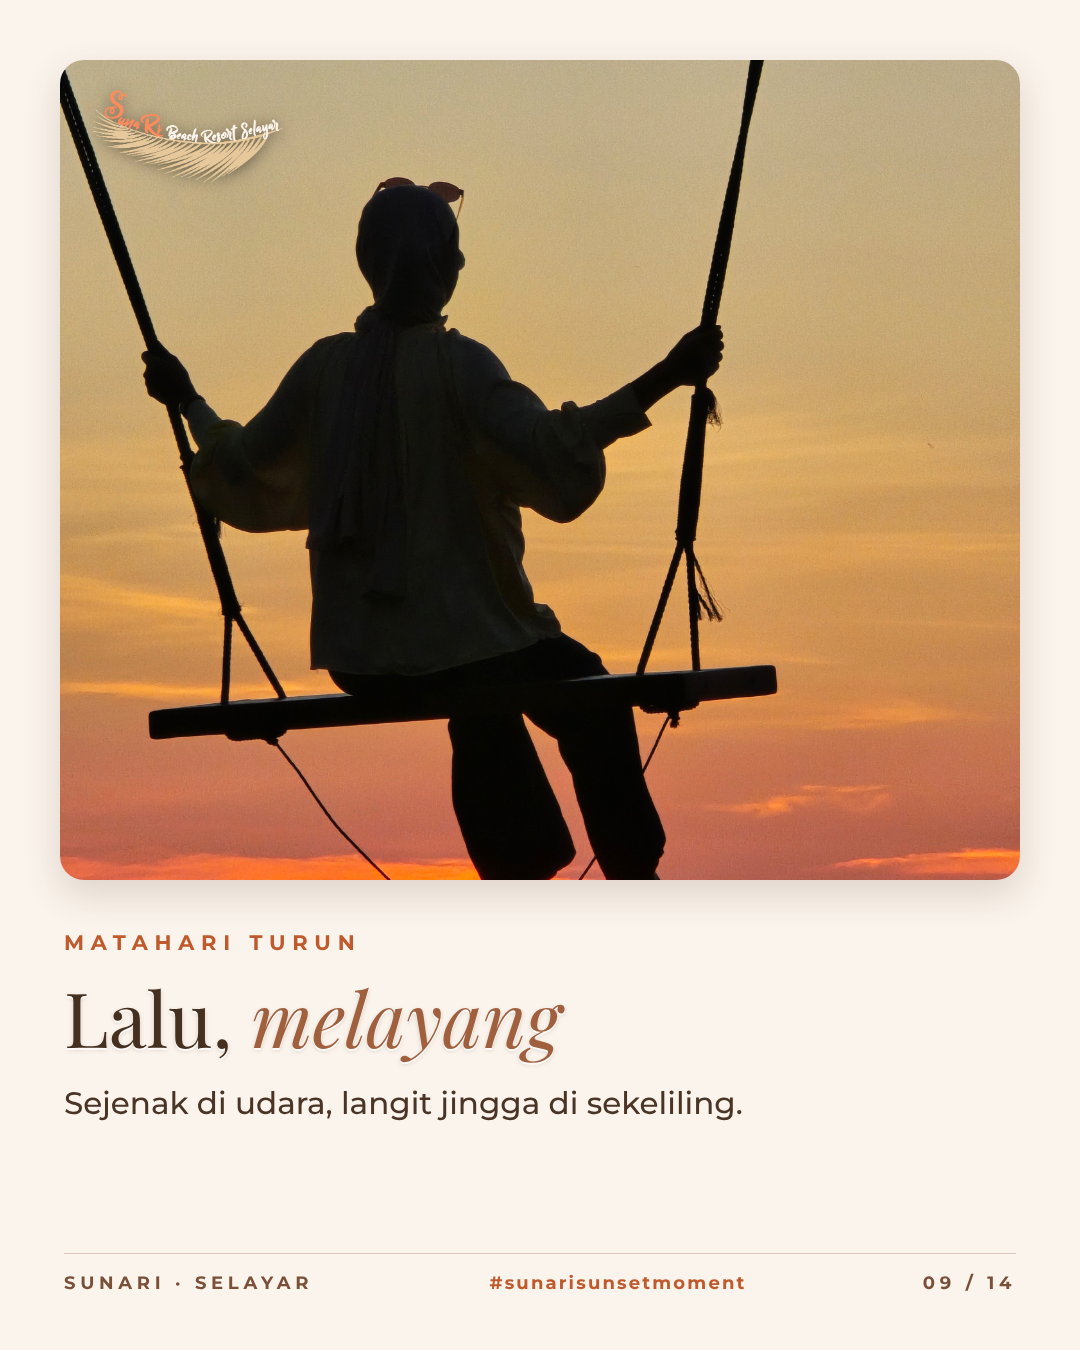 SunaRi Beach Resort Selayar
MATAHARI TURUN
Lalu, melayang
Sejenak di udara, langit jingga di sekeliling.
SUNARI · SELAYAR
#sunarisunsetmoment
09 / 14